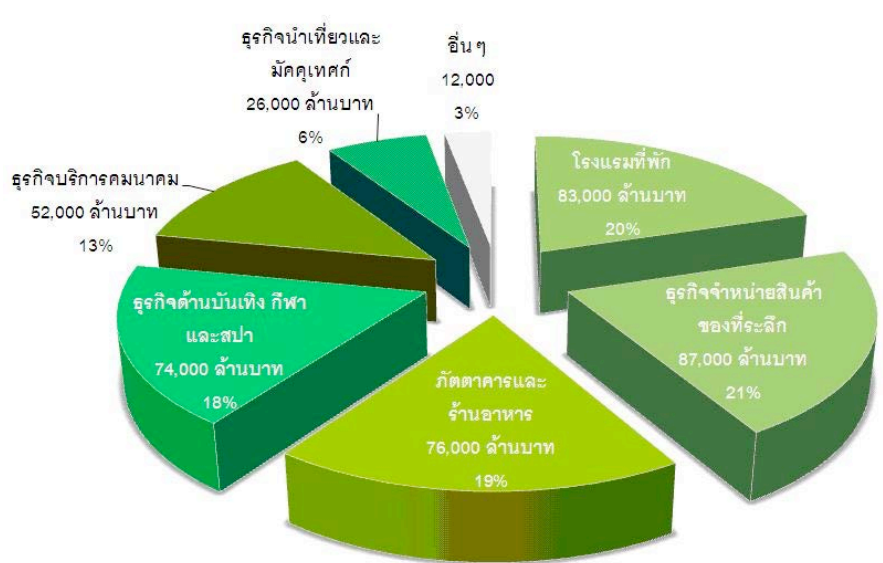 ธุรกิจนำเที่ยวและ
มัคคุเทศก์
26,000 ล้านบาท
6%
อื่นๆ
12,000
3%
โรงแรมที่พัก
83,000 ล้านบาท
20%
ธุรกิจบริการคมนาคม
52,000 ล้านบาท
13%
ธุรกิจจำหน่ายสินค้า
ของที่ระลึก
87,000 ล้านบาท
21%
ธุรกิจด้านบันเทิง กีฬา
และสปา
74,000 ล้านบาท
18%
ภัตตาคารและ
ร้านอาหาร
76,000 ล้านบาท
19%